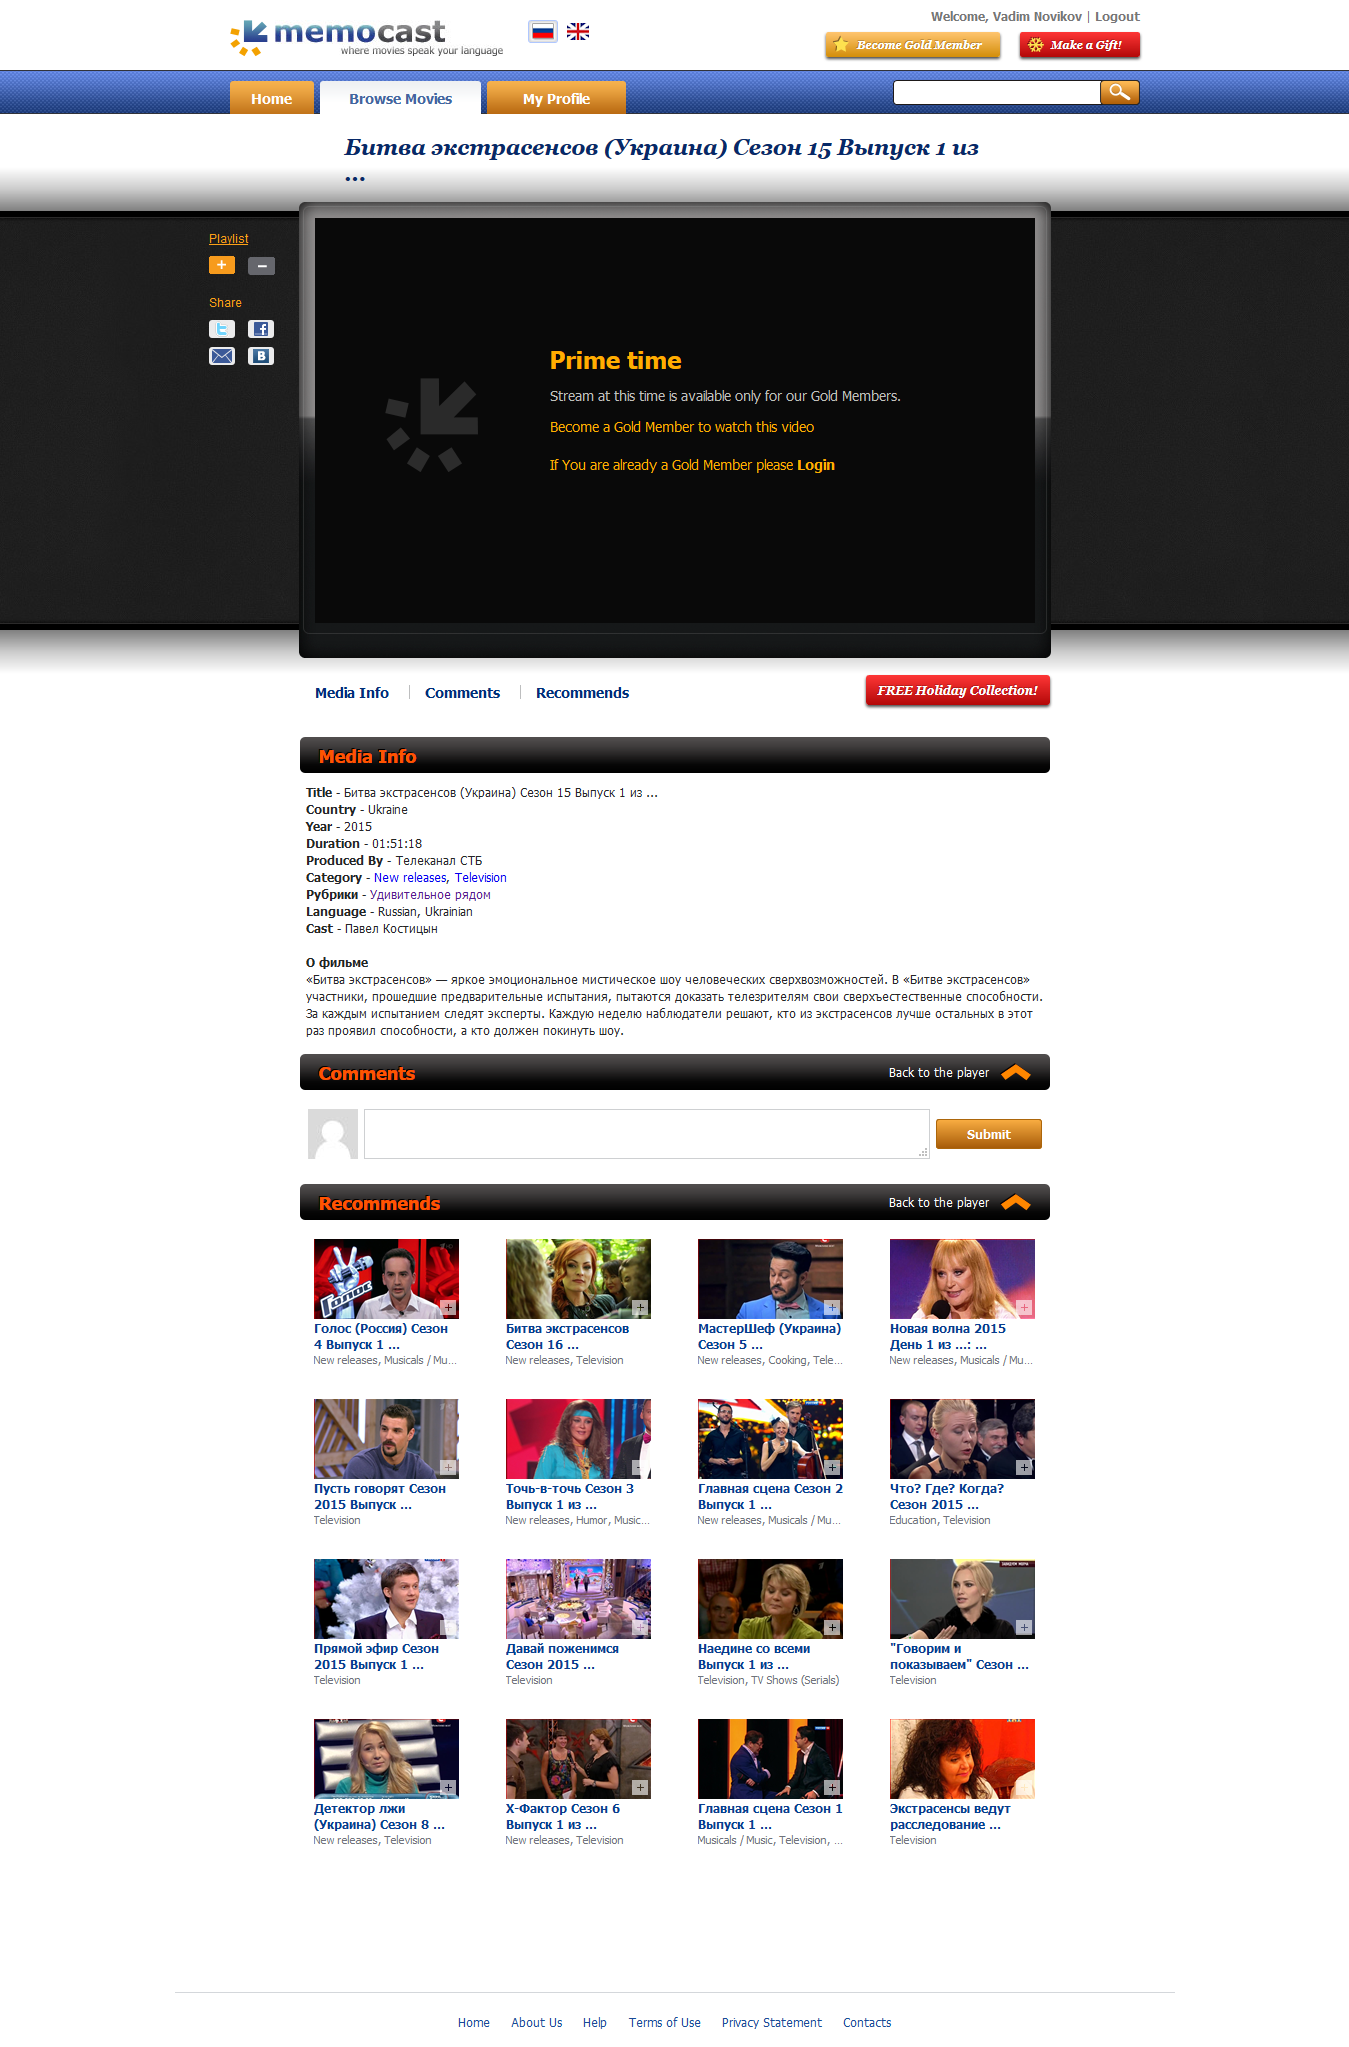 memocast
where movies speak your language
Welcome, Vadim Novikov | Logout
Become Gold Member
Make a Gift!
Home
Browse Movies
My Profile
Битва экстрасенсов (Украина) Сезон 15 Выпуск 1 из
...
Playlist
Share
Prime time
Stream at this time is available only for our Gold Members.
Become a Gold Member to watch this video
If You are already a Gold Member please Login
Media Info
Comments
Recommends
FREE Holiday Collection!
Media Info
Title - Битва экстрасенсов (Украина) Сезон 15 Выпуск 1 из ...
Country - Ukraine
Year - 2015
Duration - 01:51:18
Produced By - Телеканал СТБ
Category - New releases, Television
Рубрики - Удивительное рядом
Language - Russian, Ukrainian
Cast - Павел Костицын
О фильме
«Битва экстрасенсов» — яркое эмоциональное мистическое шоу человеческих сверхвозможностей. В «Битве экстрасенсов»
участники, прошедшие предварительные испытания, пытаются доказать телезрителям свои сверхъестественные способности.
За каждым испытанием следят эксперты. Каждую неделю наблюдатели решают, кто из экстрасенсов лучше остальных в этот
раз проявил способности, а кто должен покинуть шоу.
Comments
Back to the player
Submit
Recommends
Back to the player
Голос
Голос (Россия) Сезон
4 Выпуск 1 ...
New releases, Musicals / Mu...
Битва экстрасенсов
Сезон 16 ...
New releases, Television
МастерШеф (Украина)
Сезон 5 ...
New releases, Cooking, Tele...
Новая волна 2015
День 1 из ...: ...
New releases, Musicals / Mu...
Пусть говорят Сезон
2015 Выпуск ...
Television
Точь-в-точь Сезон 3
Выпуск 1 из ...
New releases, Humor, Music...
Главная сцена Сезон 2
Выпуск 1 ...
New releases, Musicals / Mu...
Что? Где? Когда?
Сезон 2015 ...
Education, Television
Прямой эфир Сезон
2015 Выпуск 1 ...
Television
Давай поженимся
Сезон 2015 ...
Television
Наедине со всеми
Выпуск 1 из ...
Television, TV Shows (Serials)
"Говорим и
показываем" Сезон ...
Television
Детектор лжи
(Украина) Сезон 8 ...
New releases, Television
Х-Фактор Сезон 6
Выпуск 1 из ...
New releases, Television
Главная сцена Сезон 1
Выпуск 1 ...
Musicals / Music, Television, ...
Экстрасенсы ведут
расследование ...
Television
Home
About Us
Help
Terms of Use
Privacy Statement
Contacts